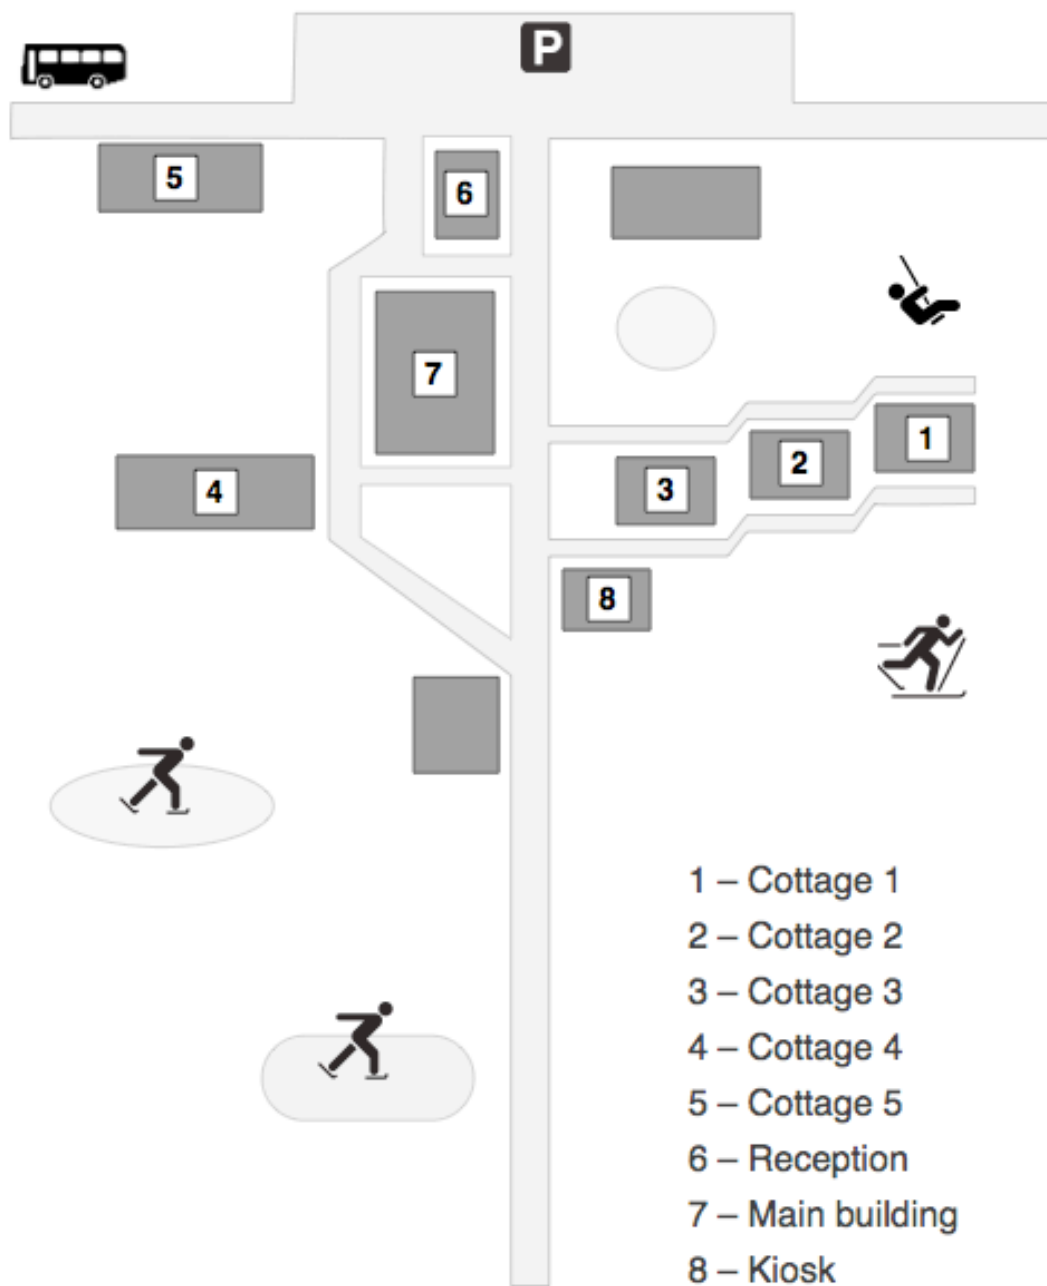 P
5
6
7
1
2
3
4
8
1 – Cottage 1
2 – Cottage 2
3 – Cottage 3
4 – Cottage 4
5 – Cottage 5
6 – Reception
7 – Main building
8 – Kiosk